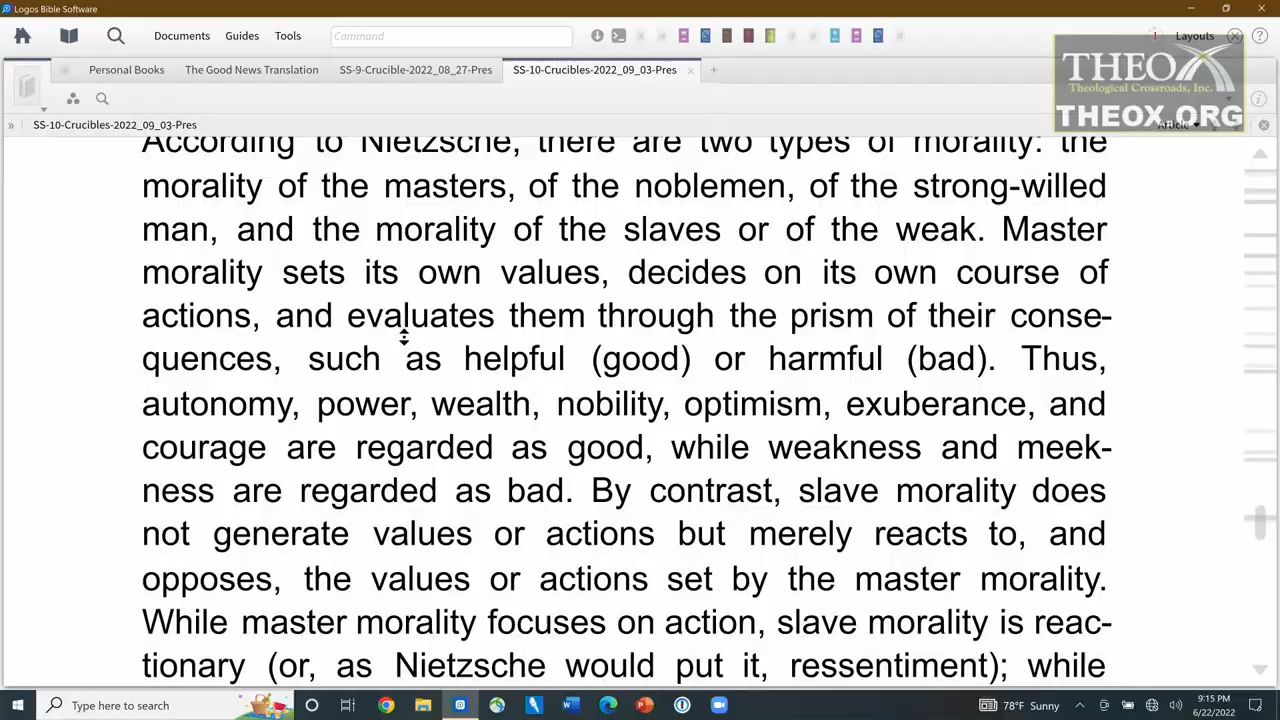 Logos Bible Software
Documents Guides Tools Command Layouts
Personal Books The Good News Translation SS-9-Crucible-2022_08_27-Pres SS-10-Crucibles-2022_09_03-Pres
THEOX
Theological Crossroads, Inc.
THEOX.ORG
SS-10-Crucibles-2022_09_03-Pres Article
According to Nietzsche, there are two types of morality: the
morality of the masters, of the noblemen, of the strong-willed
man, and the morality of the slaves or of the weak. Master
morality sets its own values, decides on its own course of
actions, and evaluates them through the prism of their conse-
quences, such as helpful (good) or harmful (bad). Thus,
autonomy, power, wealth, nobility, optimism, exuberance, and
courage are regarded as good, while weakness and meek-
ness are regarded as bad. By contrast, slave morality does
not generate values or actions but merely reacts to, and
opposes, the values or actions set by the master morality.
While master morality focuses on action, slave morality is reac-
tionary (or, as Nietzsche would put it, ressentiment); while
Type here to search
78°F Sunny
9:15 PM
6/22/2022